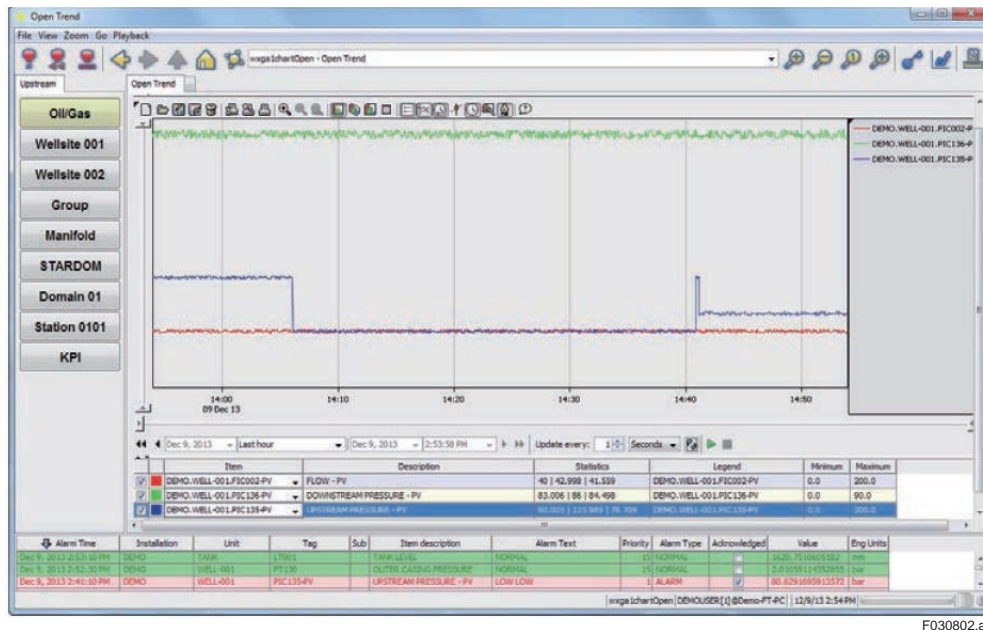 Open Trend
File View Zoom Go Playback
wxga1chartOpen - Open Trend
Upstream
Open Trend
Oil/Gas
Wellsite 001
Wellsite 002
Group
Manifold
STARDOM
Domain 01
Station 0101
KPI
DEMO.WELL-001.FIC002-P
DEMO.WELL-001.PIC136-P
DEMO.WELL-001.PIC135-P
14:00 14:10 14:20 14:30 14:40 14:50
09 Dec 13
Dec 9, 2013 Last hour Dec 9, 2013 2:53:58 PM Update every: 1 Seconds
Item Description Statistics Legend Minimum Maximum
DEMO.WELL-001.FIC002-PV FLOW - PV 40 | 42.998 | 41.559 DEMO.WELL-001.FIC002-PV 0.0 200.0
DEMO.WELL-001.PIC136-PV DOWNSTREAM PRESSURE - PV 83.006 | 86 | 84.498 DEMO.WELL-001.PIC136-PV 0.0 90.0
DEMO.WELL-001.PIC135-PV UPSTREAM PRESSURE - PV DEMO.WELL-001.PIC135-PV 0.0 300.0
Alarm Time Installation Unit Tag Sub Item description Alarm Text Priority Alarm Type Acknowledged Value Eng Units
Dec 9, 2013 2:53:16 PM DEMO TANK LT001 TANK LEVEL NORMAL 15 NORMAL mm
Dec 9, 2013 2:52:30 PM DEMO WELL-001 PT130 OUTER CASING PRESSURE NORMAL 15 NORMAL bar
Dec 9, 2013 2:41:10 PM DEMO WELL-001 PIC135-PV UPSTREAM PRESSURE - PV LOW LOW 1 ALARM 80.8291695913572 bar
wxga1chartOpen DEMOUSER[1]@Demo-FT-PC 12/9/13 2:54 PM
F030802.a